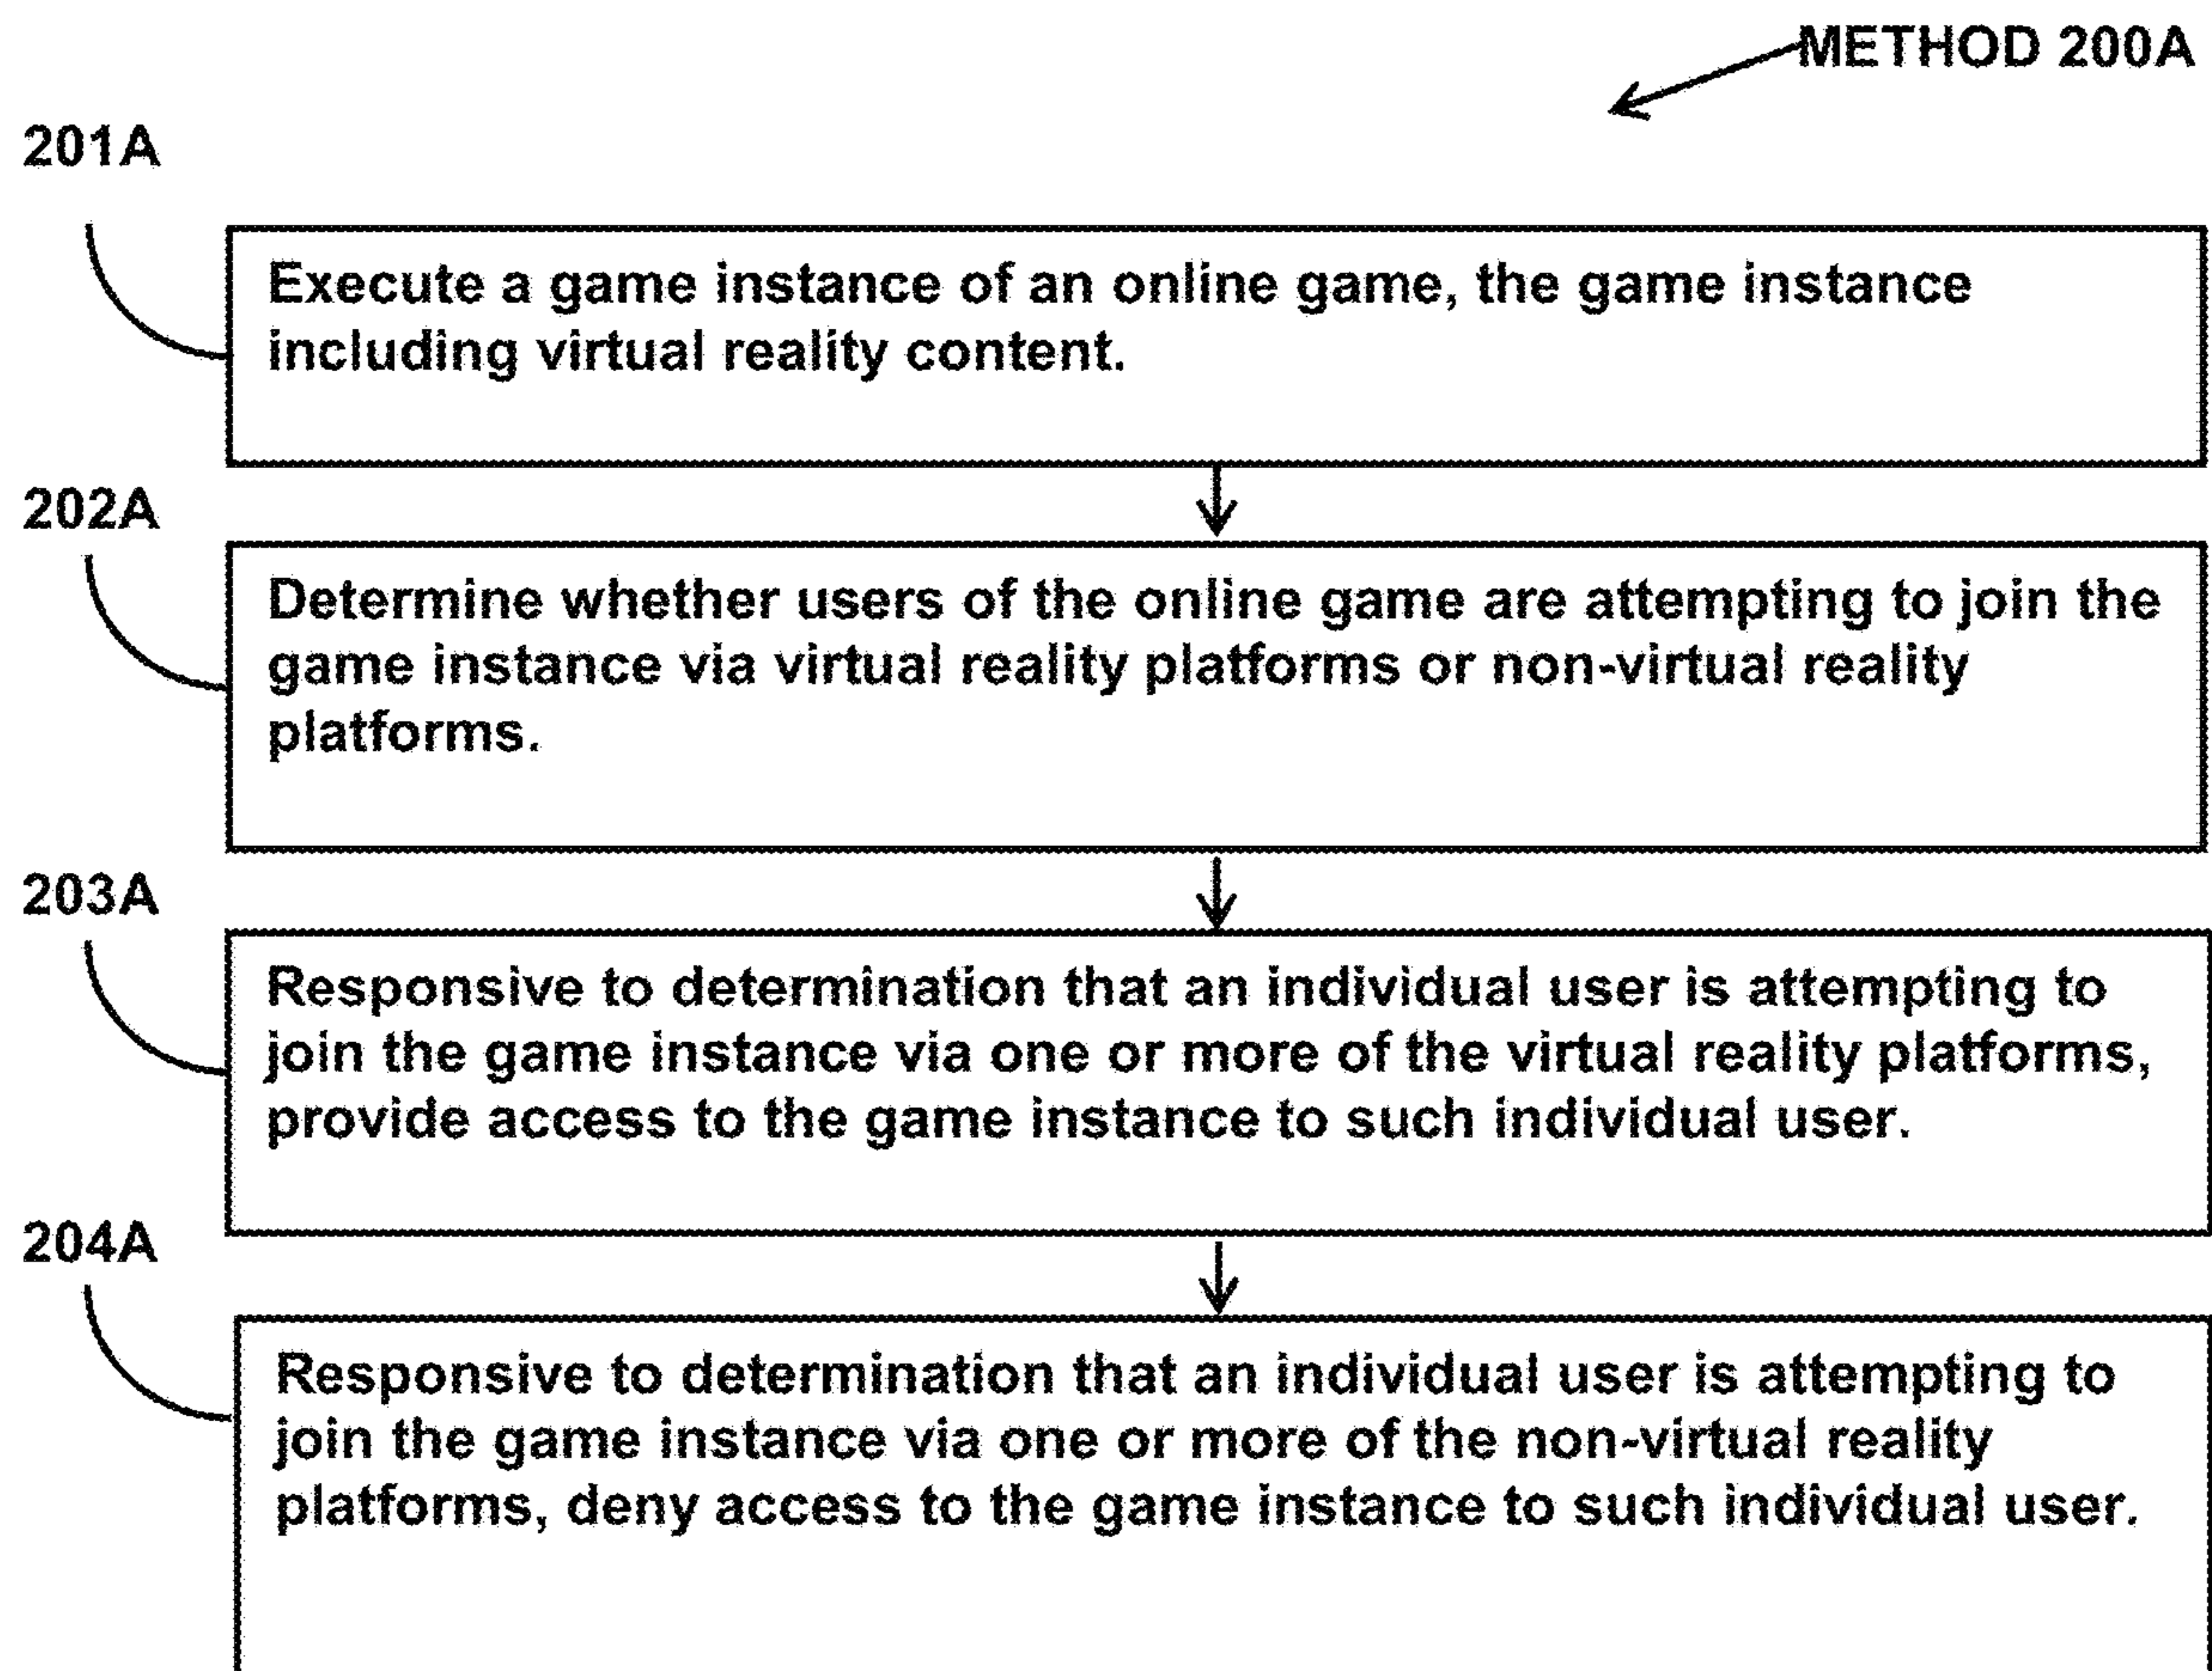 METHOD 200A
201A
Execute a game instance of an online game, the game instance
including virtual reality content.
202A
Determine whether users of the online game are attempting to join the
game instance via virtual reality platforms or non-virtual reality
platforms.
203A
Responsive to determination that an individual user is attempting to
join the game instance via one or more of the virtual reality platforms,
provide access to the game instance to such individual user.
204A
Responsive to determination that an individual user is attempting to
join the game instance via one or more of the non-virtual reality
platforms, deny access to the game instance to such individual user.